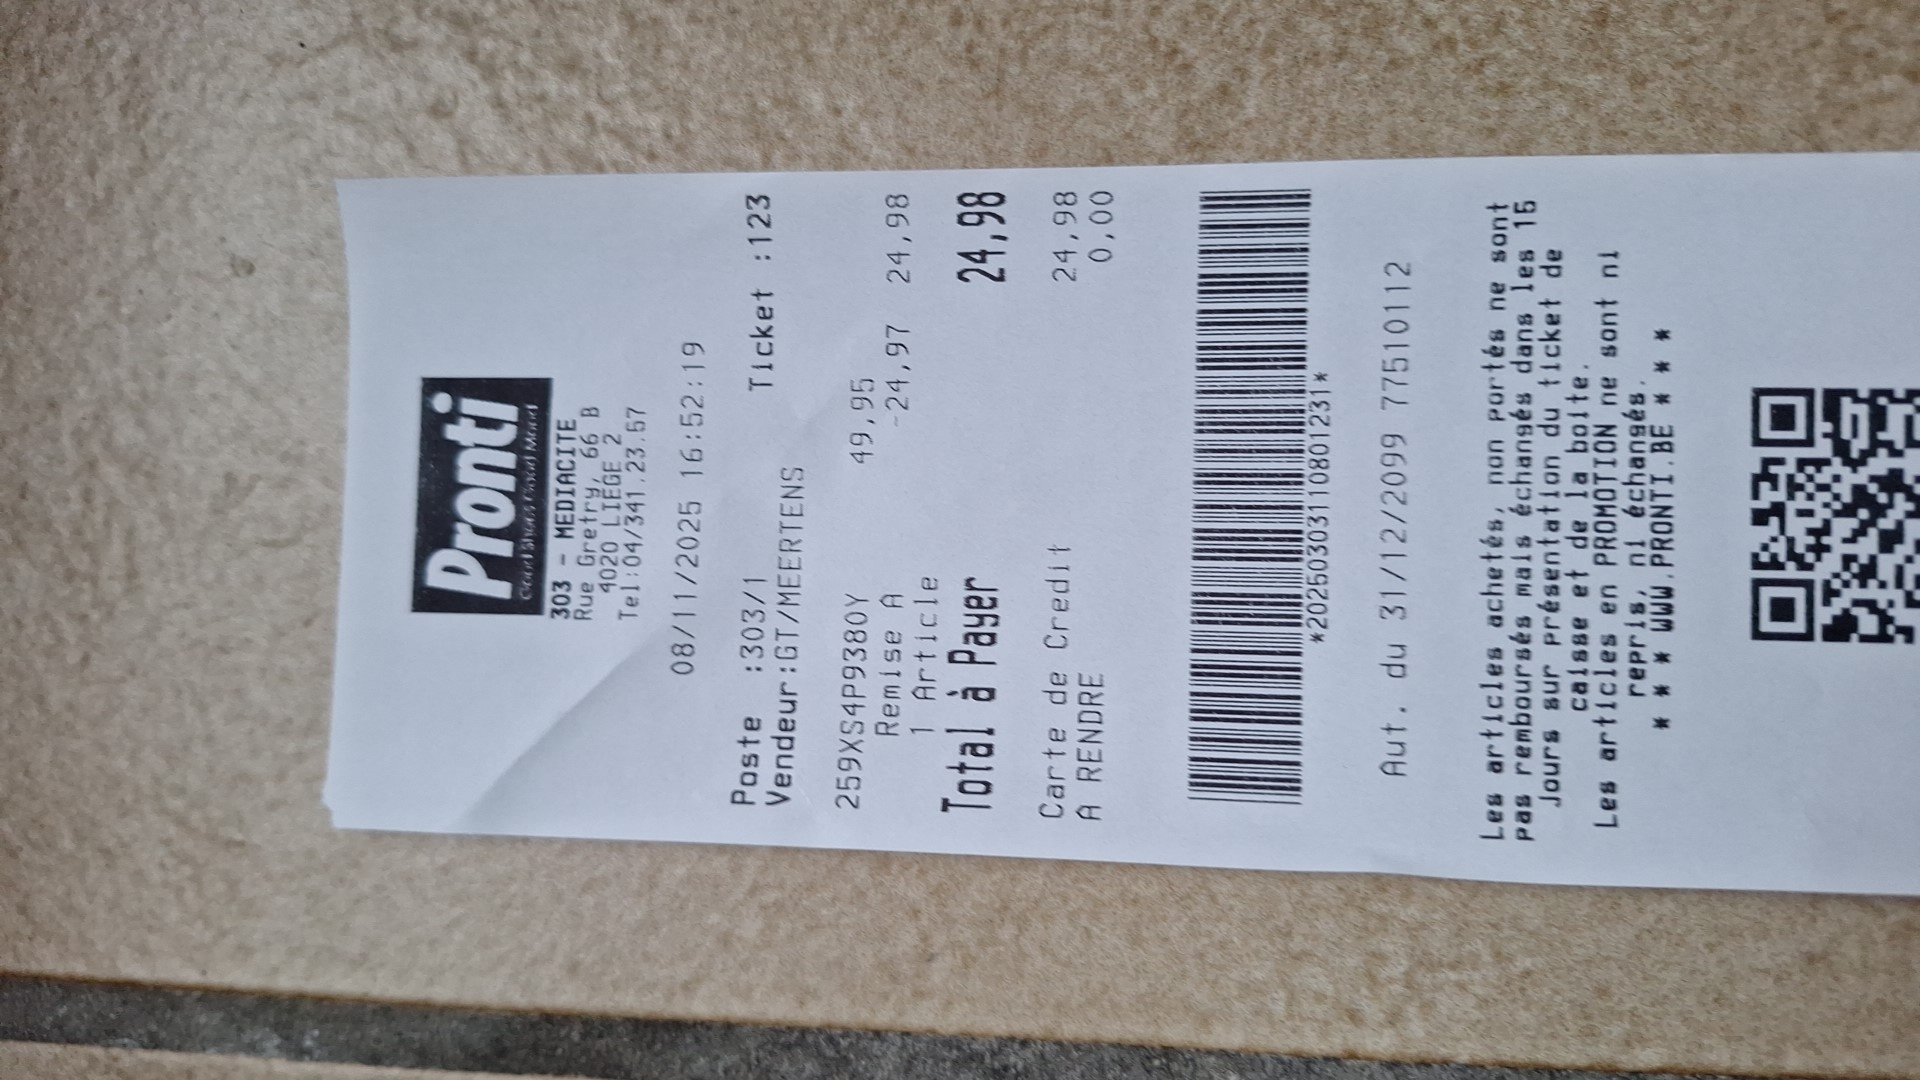 Pronti
Good Shoes Good Mood
303 - MEDIACITE
Rue Gretry, 66 B
4020 LIEGE 2
Tel:04/341.23.57
08/11/2025 16:52:19
Poste :303/1 Ticket :123
Vendeur:GT/MEERTENS
259XS4P9380Y 49,95
Remise A -24,97 24,98
1 Article
Total à Payer 24,98
Carte de Credit 24,98
A RENDRE 0,00
*2025030311080123​1*
Aut. du 31/12/2099 77510112
Les articles achetés, non portés ne sont
pas remboursés mais échangés dans les 15
Jours sur présentation du ticket de
caisse et de la boite.
Les articles en PROMOTION ne sont ni
repris, ni échangés.
* * * WWW.PRONTI.BE * * *